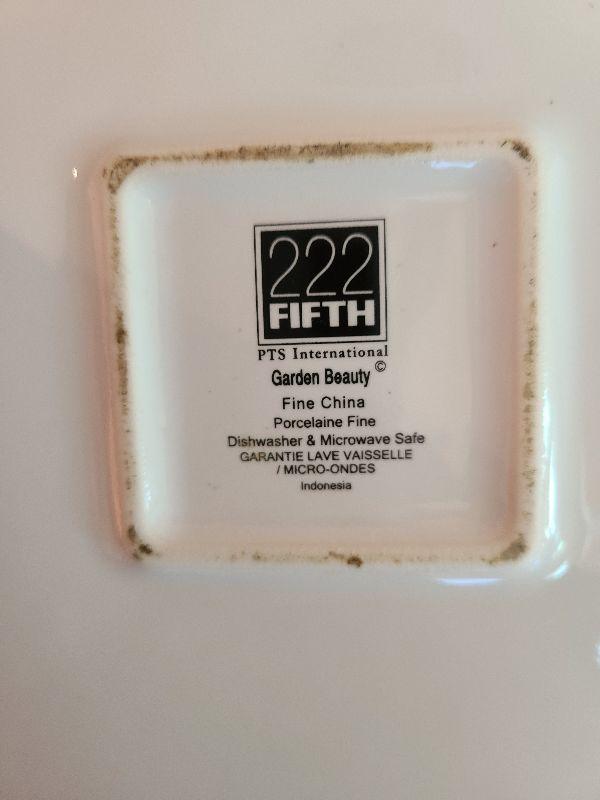 222
FIFTH
PTS International
Garden Beauty ©
Fine China
Porcelaine Fine
Dishwasher & Microwave Safe
GARANTIE LAVE VAISSELLE
/ MICRO-ONDES
Indonesia